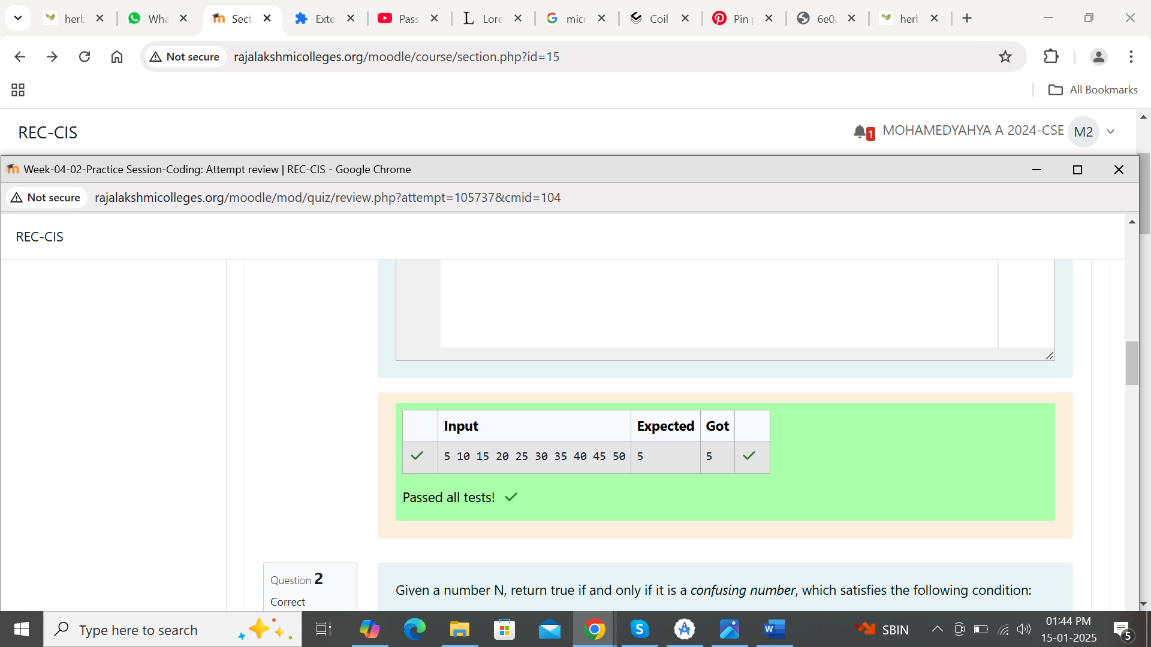 herl
Wha
Sect
Exte
Pass
Lore
micr
Coil
Pin
6e0
herl
Not secure
rajalakshmicolleges.org/moodle/course/section.php?id=15
All Bookmarks
REC-CIS
1
MOHAMEDYAHYA A 2024-CSE
M2
Week-04-02-Practice Session-Coding: Attempt review | REC-CIS - Google Chrome
Not secure
rajalakshmicolleges.org/moodle/mod/quiz/review.php?attempt=105737&cmid=104
REC-CIS
Input Expected Got
5 10 15 20 25 30 35 40 45 50 5 5
Passed all tests!
Question 2
Correct
Given a number N, return true if and only if it is a confusing number, which satisfies the following condition:
Type here to search
SBIN
01:44 PM
15-01-2025
5